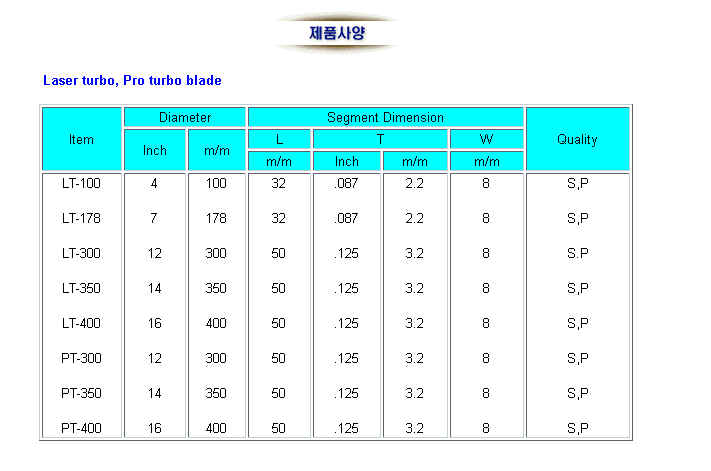 제품사양
Laser turbo, Pro turbo blade
Item Diameter Segment Dimension Quality
Inch m/m L T W
m/m Inch m/m m/m
LT-100 4 100 32 .087 2.2 8 S,P
LT-178 7 178 32 .087 2.2 8 S,P
LT-300 12 300 50 .125 3.2 8 S.P
LT-350 14 350 50 .125 3.2 8 S,P
LT-400 16 400 50 .125 3.2 8 S,P
PT-300 12 300 50 .125 3.2 8 S,P
PT-350 14 350 50 .125 3.2 8 S,P
PT-400 16 400 50 .125 3.2 8 S,P